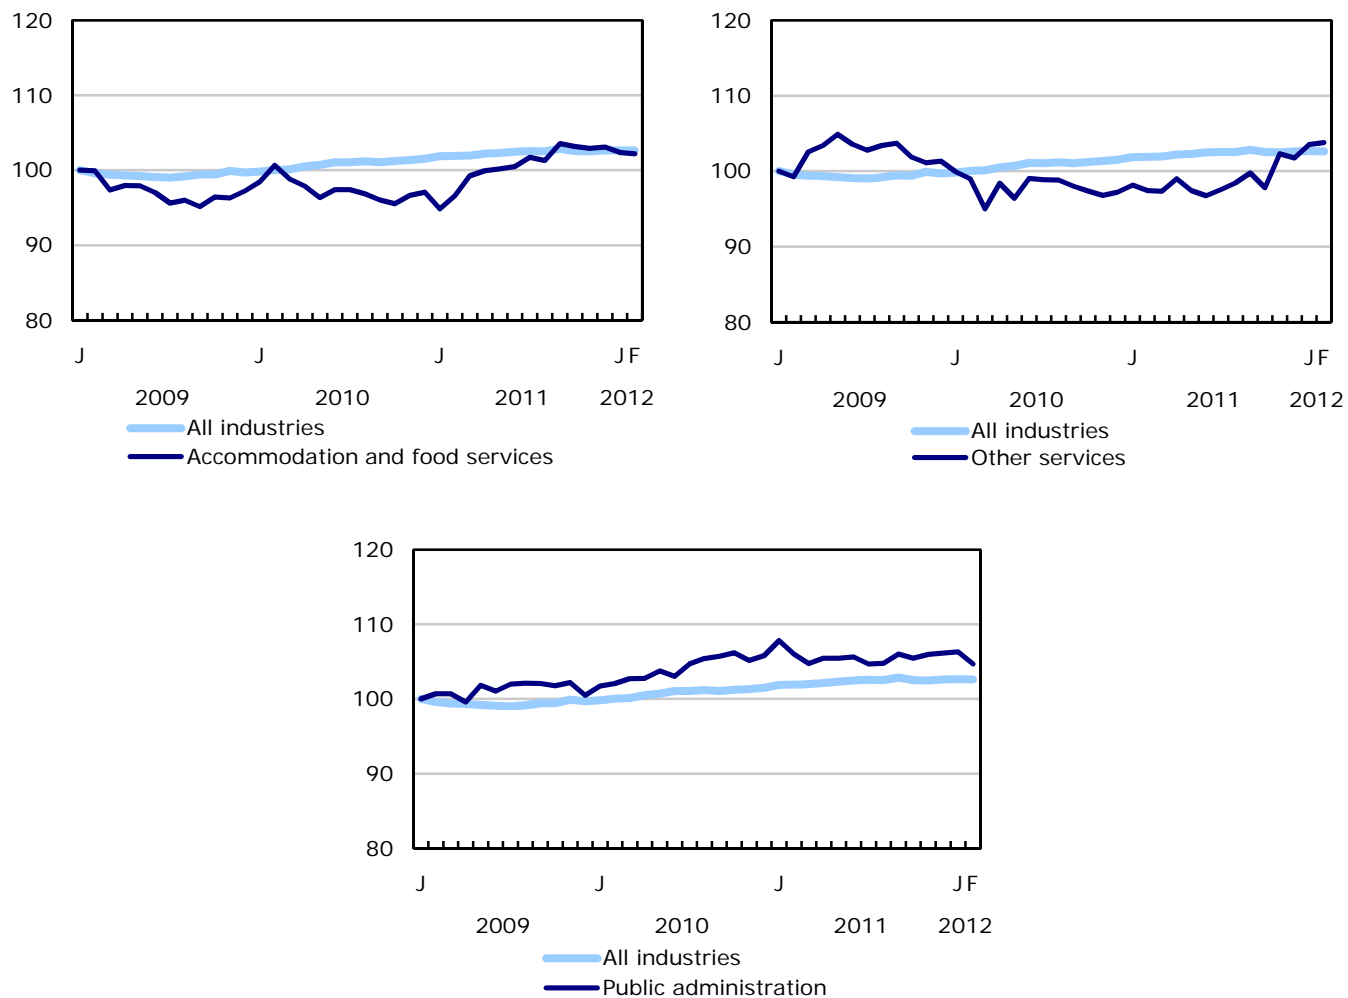 120
110
100
90
80
J J J J F
2009 2010 2011 2012
All industries
Accommodation and food services
120
110
100
90
80
J J J J F
2009 2010 2011 2012
All industries
Other services
120
110
100
90
80
J J J J F
2009 2010 2011 2012
All industries
Public administration